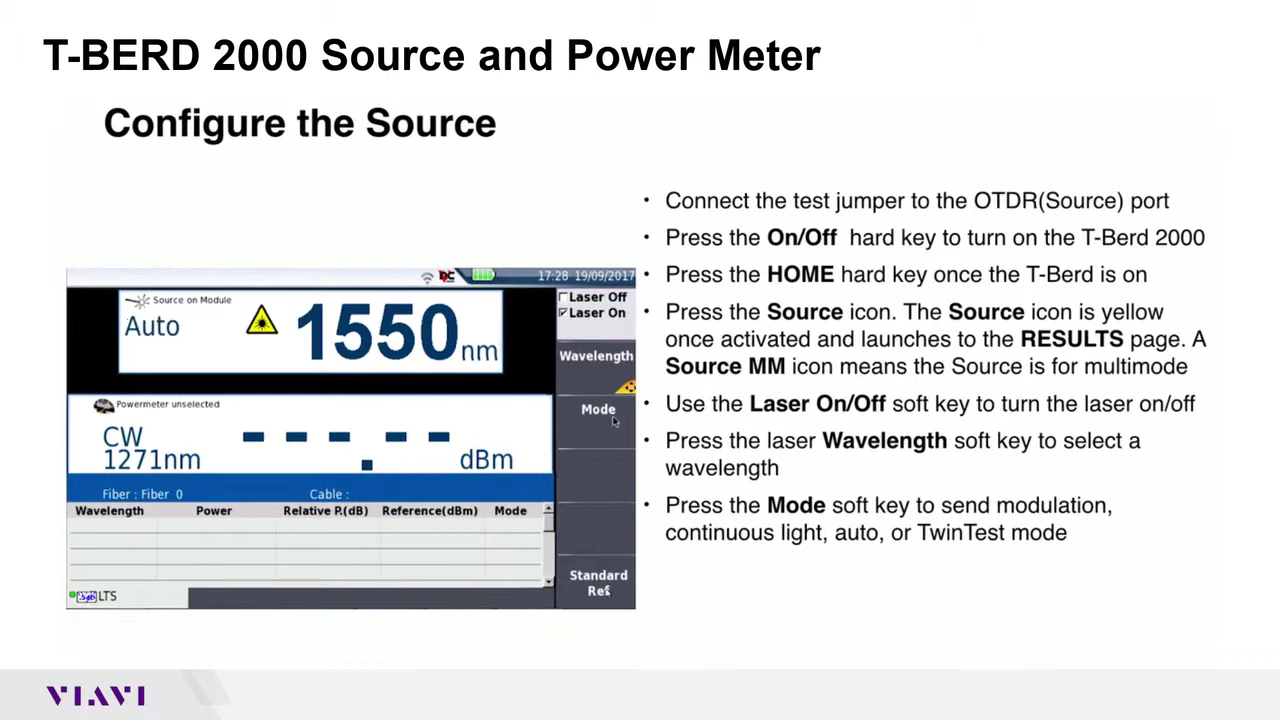 T-BERD 2000 Source and Power Meter
Configure the Source
• Connect the test jumper to the OTDR(Source) port
• Press the On/Off hard key to turn on the T-Berd 2000
• Press the HOME hard key once the T-Berd is on
• Press the Source icon. The Source icon is yellow
once activated and launches to the RESULTS page. A
Source MM icon means the Source is for multimode
• Use the Laser On/Off soft key to turn the laser on/off
• Press the laser Wavelength soft key to select a
wavelength
• Press the Mode soft key to send modulation,
continuous light, auto, or TwinTest mode
17:28 19/09/2017
Source on Module
Auto
1550nm
Laser Off
Laser On
Wavelength
Mode
Standard
Ref.
Powermeter unselected
CW
1271nm
-----.-- dBm
Fiber : Fiber 0 Cable :
Wavelength Power Relative P.(dB) Reference(dBm) Mode
LTS
VIAVI